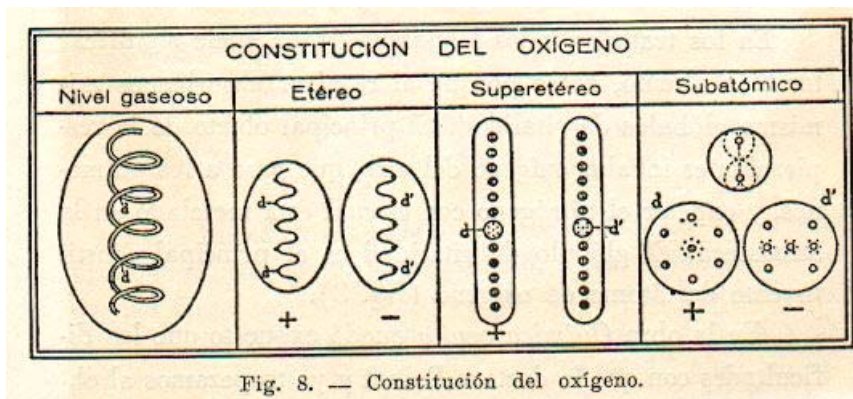 CONSTITUCIÓN DEL OXÍGENO
Nivel gaseoso Etéreo Superetéreo Subatómico
d d' d d' d d'
d d'
d d'
+ − + + −
Fig. 8. — Constitución del oxígeno.